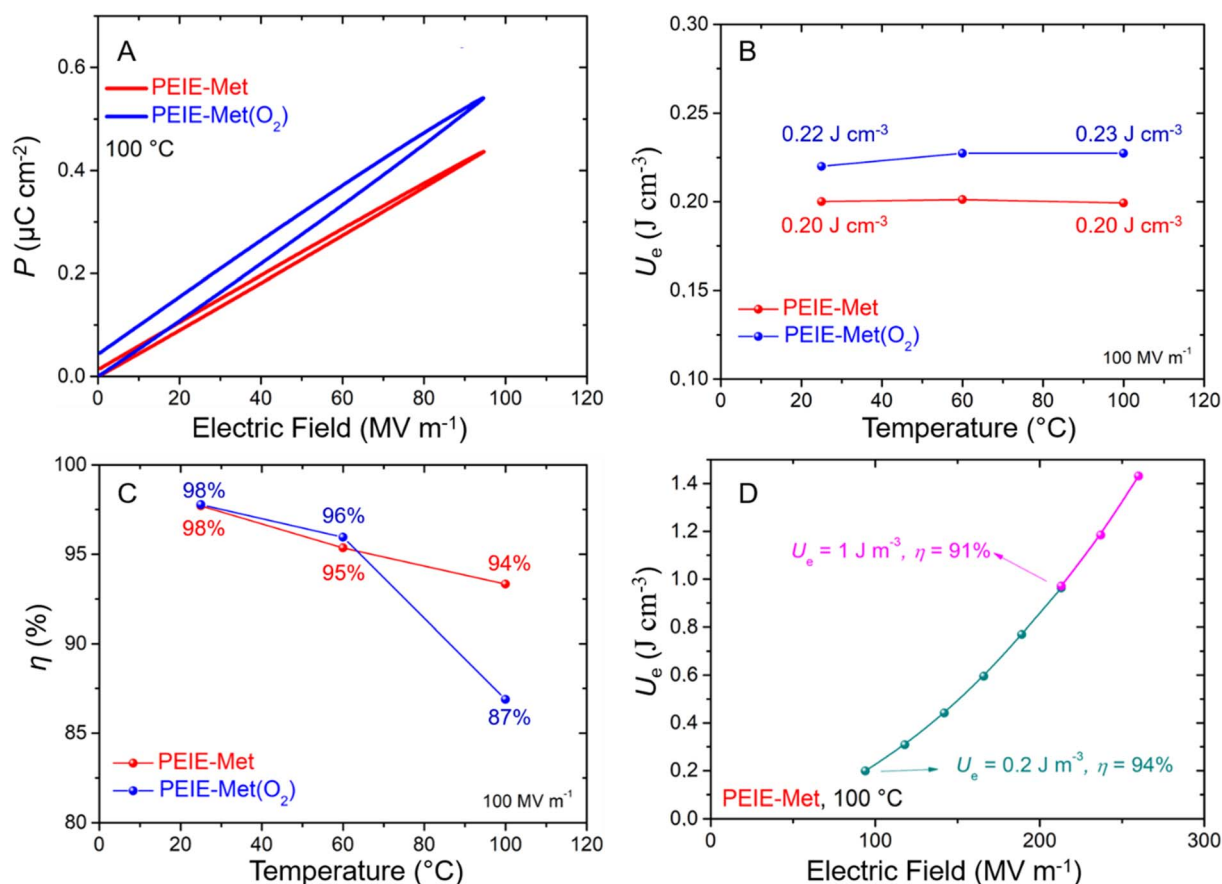 A
PEIE-Met
PEIE-Met(O₂)
100 °C
P (µC cm⁻²)
0.6
0.4
0.2
0.0
0 20 40 60 80 100 120
Electric Field (MV m⁻¹)
B
0.22 J cm⁻³ 0.23 J cm⁻³
0.20 J cm⁻³ 0.20 J cm⁻³
PEIE-Met
PEIE-Met(O₂)
100 MV m⁻¹
Uₑ (J cm⁻³)
0.30
0.25
0.20
0.15
0.10
0 20 40 60 80 100 120
Temperature (°C)
C
98%
98%
96%
95%
94%
87%
PEIE-Met
PEIE-Met(O₂)
100 MV m⁻¹
η (%)
100
95
90
85
80
0 20 40 60 80 100 120
Temperature (°C)
D
Uₑ = 1 J m⁻³, η = 91%
Uₑ = 0.2 J m⁻³, η = 94%
PEIE-Met, 100 °C
Uₑ (J cm⁻³)
1.4
1.2
1.0
0.8
0.6
0.4
0.2
0.0
0 100 200 300
Electric Field (MV m⁻¹)